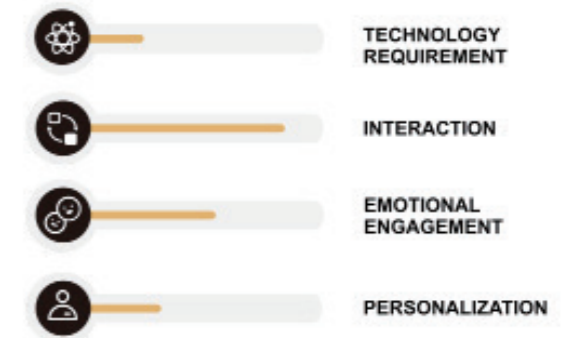 TECHNOLOGY
REQUIREMENT
INTERACTION
EMOTIONAL
ENGAGEMENT
PERSONALIZATION